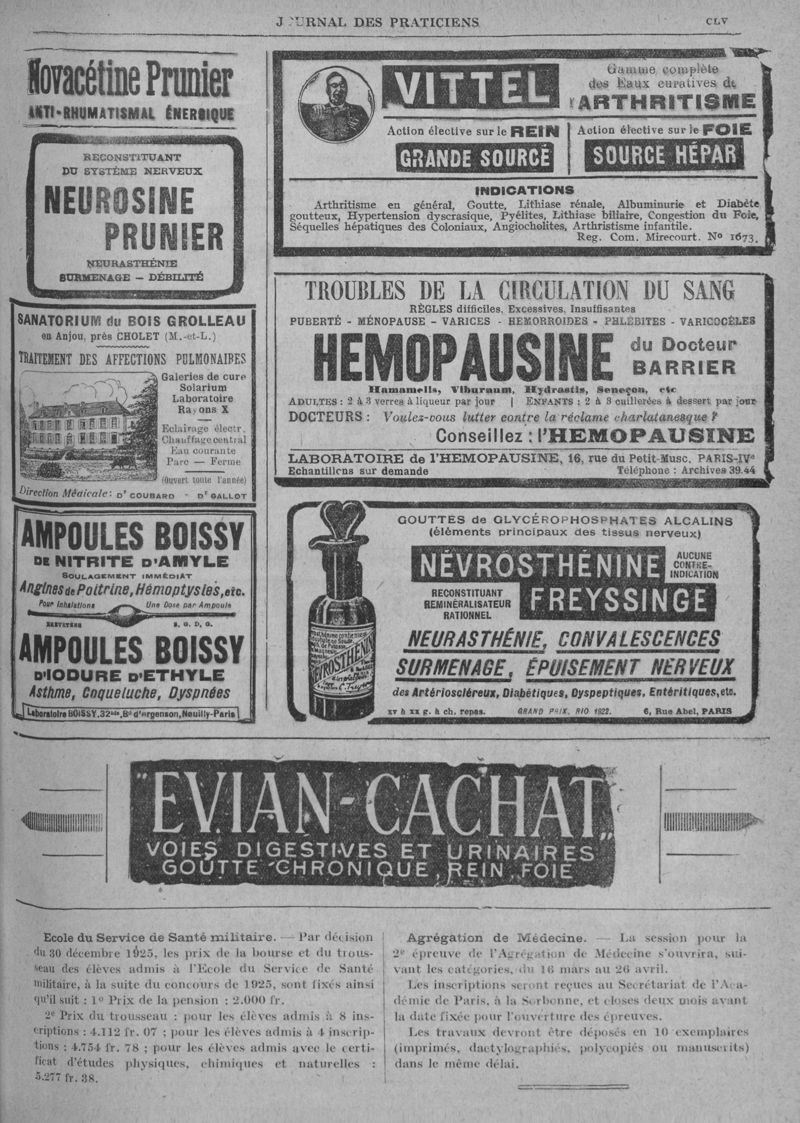 JOURNAL DES PRATICIENS
CLV
Novacétine Prunier
ANTI-RHUMATISMAL ÉNERGIQUE
RECONSTITUANT
DU SYSTÈME NERVEUX
NEUROSINE
PRUNIER
NEURASTHÉNIE
SURMENAGE - DÉBILITÉ
SANATORIUM du BOIS GROLLEAU
en Anjou, près CHOLET (M.-et-L.)
TRAITEMENT DES AFFECTIONS PULMONAIRES
Galeries de cure
Solarium
Laboratoire
Rayons X
Eclairage électr.
Chauffage central
Eau courante
Parc — Ferme
(Ouvert toute l'année)
Direction Médicale: Dr COUBARD - Dr GALLOT
AMPOULES BOISSY
DE NITRITE D'AMYLE
SOULAGEMENT IMMÉDIAT
Angines de Poitrine, Hémoptysies, etc.
Pour Inhalations Une Dose par Ampoule
BREVETÉES S. G. D. G.
AMPOULES BOISSY
D'IODURE D'ETHYLE
Asthme, Coqueluche, Dyspnées
Laboratoire BOISSY, 32bis, Bd d'Argenson, Neuilly-Paris
VITTEL
Gamme complète
des Eaux curatives de
l'ARTHRITISME
Action élective sur le REIN
GRANDE SOURCE
Action élective sur le FOIE
SOURCE HÉPAR
INDICATIONS
Arthritisme en général, Goutte, Lithiase rénale, Albuminurie et Diabète
goutteux, Hypertension dyscrasique, Pyélites, Lithiase biliaire, Congestion du Foie,
Séquelles hépatiques des Coloniaux, Angiocholites, Arthristisme infantile.
Reg. Com. Mirecourt. No 1673.
TROUBLES DE LA CIRCULATION DU SANG
RÈGLES difficiles, Excessives, Insuffisantes
PUBERTÉ - MÉNOPAUSE - VARICES - HEMORROIDES - PHLÉBITES - VARICOCÈLES
HEMOPAUSINE
du Docteur
BARRIER
Hamamelis, Viburnum, Hydrastis, Seneçon, etc
ADULTES : 2 à 3 verres à liqueur par jour | ENFANTS : 2 à 3 cuillerées à dessert par jour
DOCTEURS : Voulez-vous lutter contre la réclame charlatanesque ?
Conseillez : l'HEMOPAUSINE
LABORATOIRE de l'HEMOPAUSINE, 16, rue du Petit-Musc, PARIS-IVe
Echantillons sur demande Téléphone : Archives 39.44
GOUTTES de GLYCÉROPHOSPHATES ALCALINS
(éléments principaux des tissus nerveux)
NÉVROSTHÉNINE
AUCUNE
CONTRE-
INDICATION
RECONSTITUANT
REMINÉRALISATEUR
RATIONNEL
FREYSSINGE
NEURASTHÉNIE, CONVALESCENCES
SURMENAGE, ÉPUISEMENT NERVEUX
des Artérioscléreux, Diabétiques, Dyspeptiques, Entéritiques, etc.
XV à XX g. à ch. repas. GRAND PRIX, RIO 1922. 6, Rue Abel, PARIS
"EVIAN-CACHAT"
VOIES DIGESTIVES ET URINAIRES
GOUTTE CHRONIQUE, REIN, FOIE
Ecole du Service de Santé militaire. — Par décision
du 30 décembre 1925, les prix de la bourse et du trous-
seau des élèves admis à l'Ecole du Service de Santé
militaire, à la suite du concours de 1925, sont fixés ainsi
qu'il suit : 1o Prix de la pension : 2.000 fr.
2o Prix du trousseau : pour les élèves admis à 8 ins-
criptions : 4.112 fr. 07 ; pour les élèves admis à 4 inscrip-
tions : 4.754 fr. 78 ; pour les élèves admis avec le certi-
ficat d'études physiques, chimiques et naturelles :
5.277 fr. 38.
Agrégation de Médecine. — La session pour la
2e épreuve de l'Agrégation de Médecine s'ouvrira, sui-
vant les catégories, du 16 mars au 26 avril.
Les inscriptions seront reçues au Secrétariat de l'Aca-
démie de Paris, à la Sorbonne, et closes deux mois avant
la date fixée pour l'ouverture des épreuves.
Les travaux devront être déposés en 10 exemplaires
(imprimés, dactylographiés, polycopiés ou manuscrits)
dans le même délai.